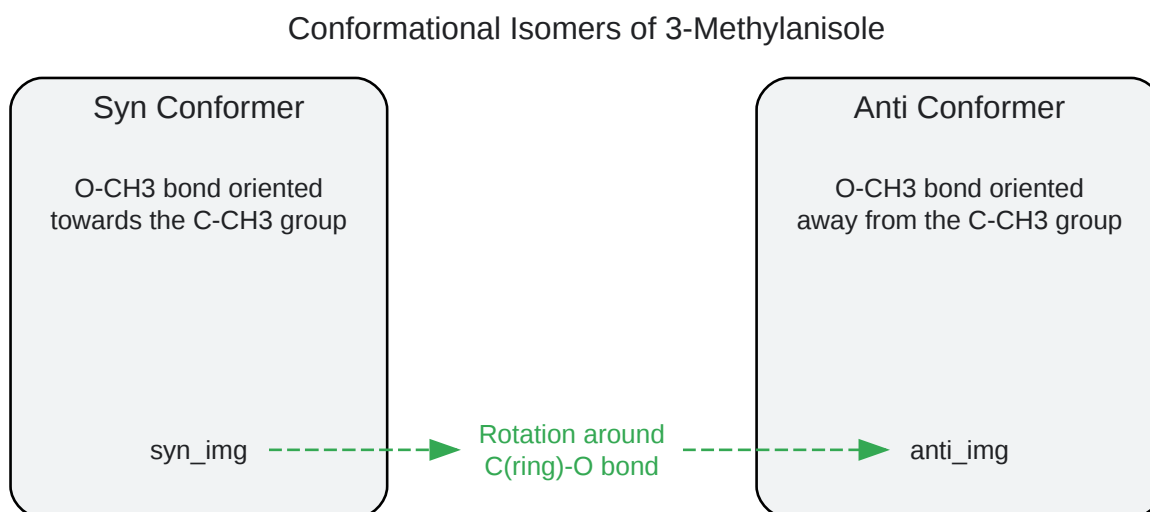 Conformational Isomers of 3-Methylanisole
Syn Conformer
O-CH3 bond oriented
towards the C-CH3 group
syn_img
Rotation around
C(ring)-O bond
Anti Conformer
O-CH3 bond oriented
away from the C-CH3 group
anti_img